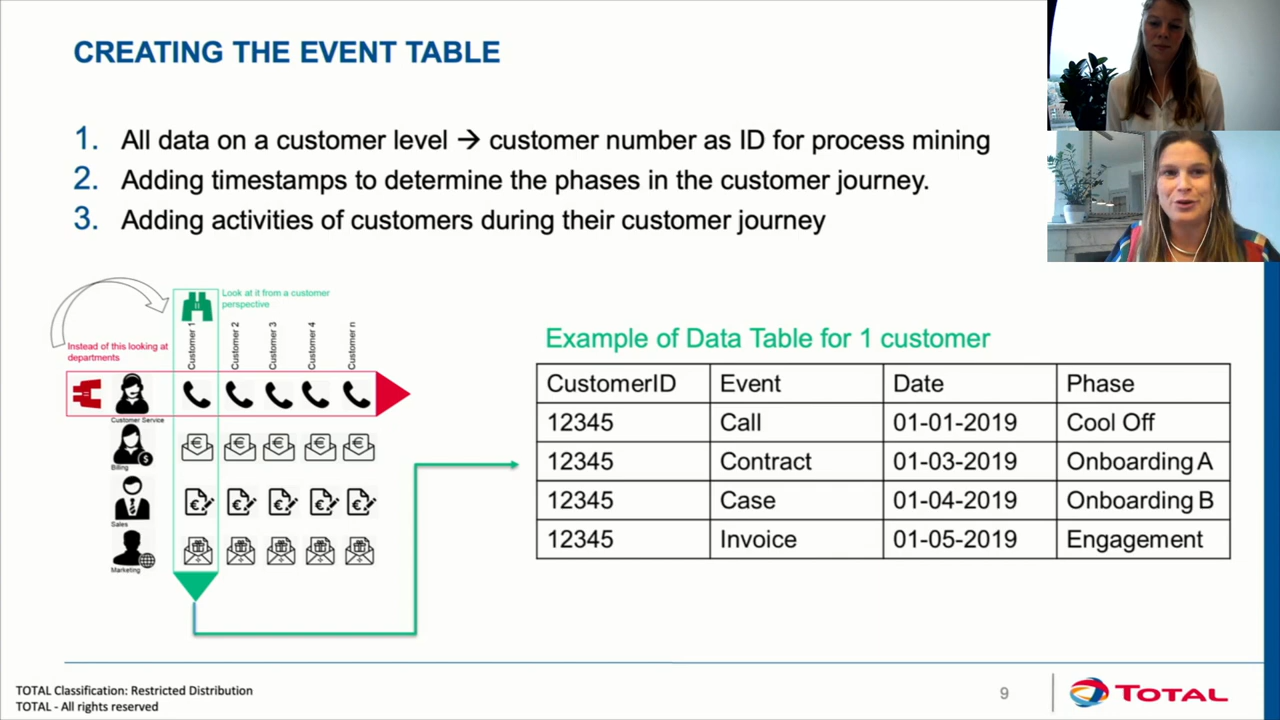 CREATING THE EVENT TABLE
1. All data on a customer level → customer number as ID for process mining
2. Adding timestamps to determine the phases in the customer journey.
3. Adding activities of customers during their customer journey
Look at it from a customer
perspective
Instead of this looking at
departments
Customer 1
Customer 2
Customer 3
Customer 4
Customer n
Customer Service
Billing
Sales
Marketing
Example of Data Table for 1 customer
CustomerID Event Date Phase
12345 Call 01-01-2019 Cool Off
12345 Contract 01-03-2019 Onboarding A
12345 Case 01-04-2019 Onboarding B
12345 Invoice 01-05-2019 Engagement
TOTAL Classification: Restricted Distribution
TOTAL - All rights reserved
9
TOTAL